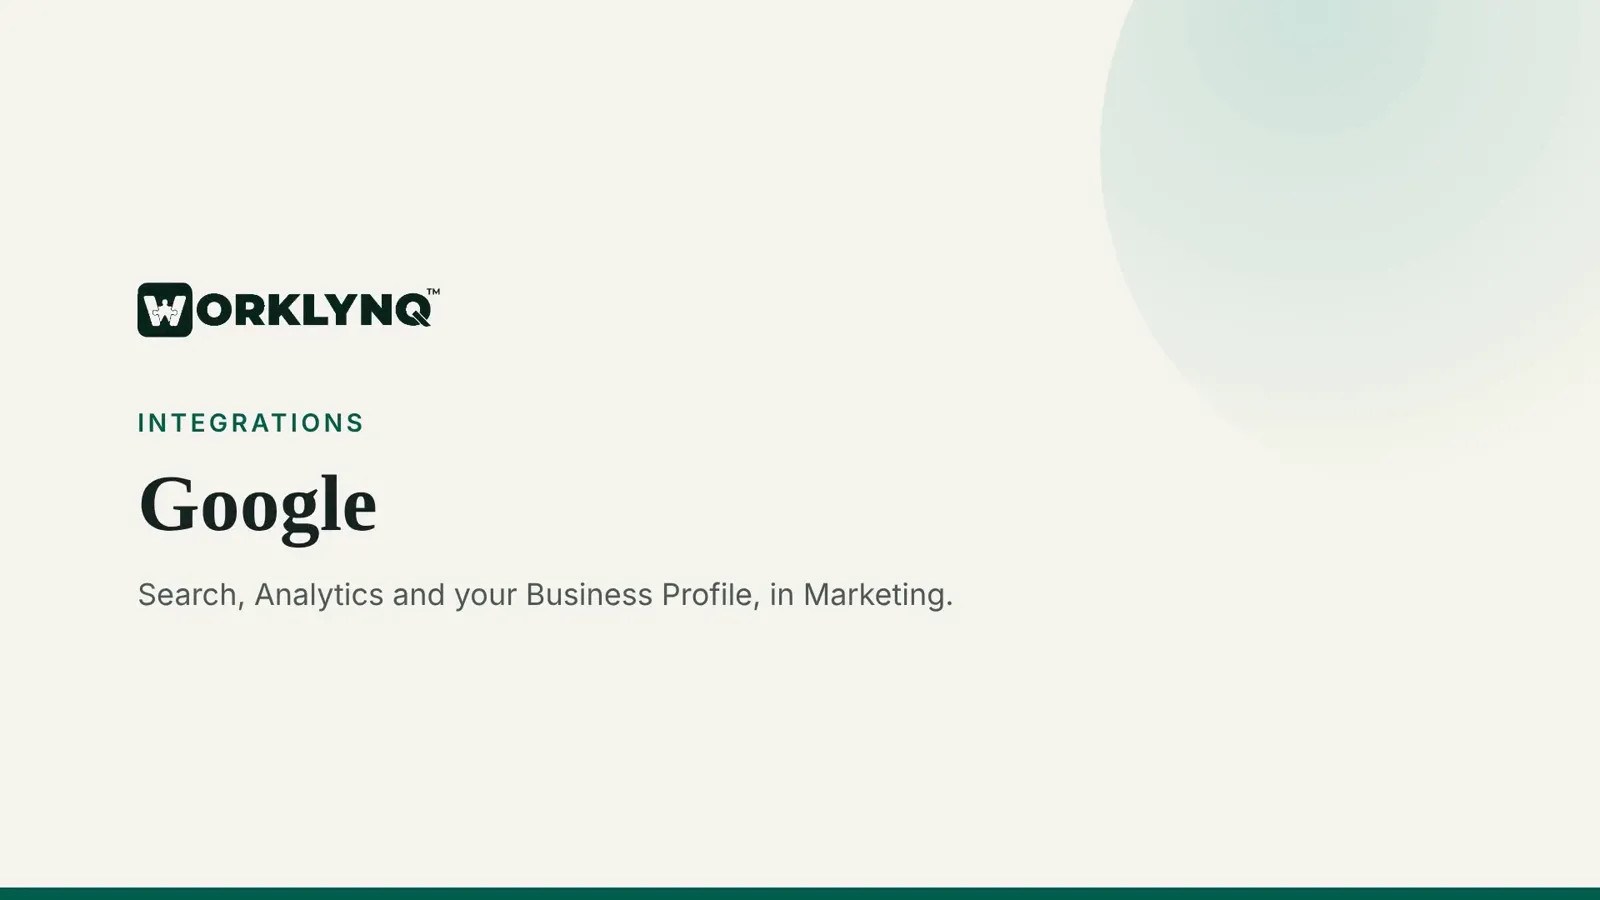 WORKLYNQ™
INTEGRATIONS
Google
Search, Analytics and your Business Profile, in Marketing.